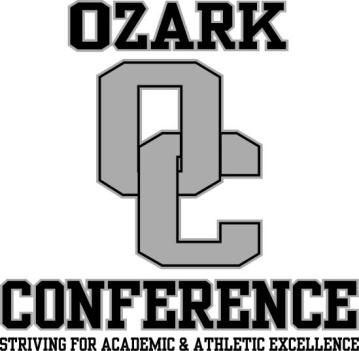 OZARK
OC
CONFERENCE
STRIVING FOR ACADEMIC & ATHLETIC EXCELLENCE